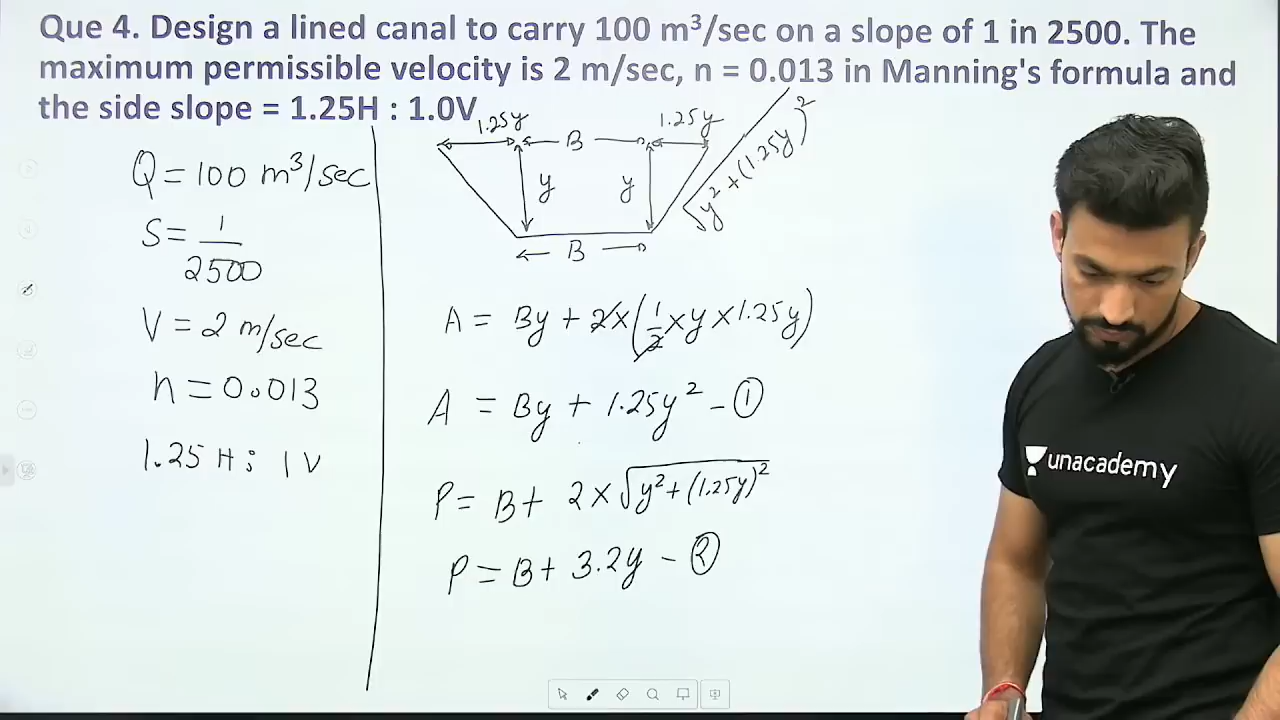 Que 4. Design a lined canal to carry 100 m³/sec on a slope of 1 in 2500. The
maximum permissible velocity is 2 m/sec, n = 0.013 in Manning's formula and
the side slope = 1.25H : 1.0V
Q = 100 m³/sec
S = 1/2500
V = 2 m/sec
n = 0.013
1.25 H : 1 V
1.25y B 1.25y
y y
√y² + (1.25y)²
B
A = By + 2 × (1/2 × y × 1.25y)
A = By + 1.25y² - ①
P = B + 2 × √y² + (1.25y)²
P = B + 3.2y - ②
unacademy